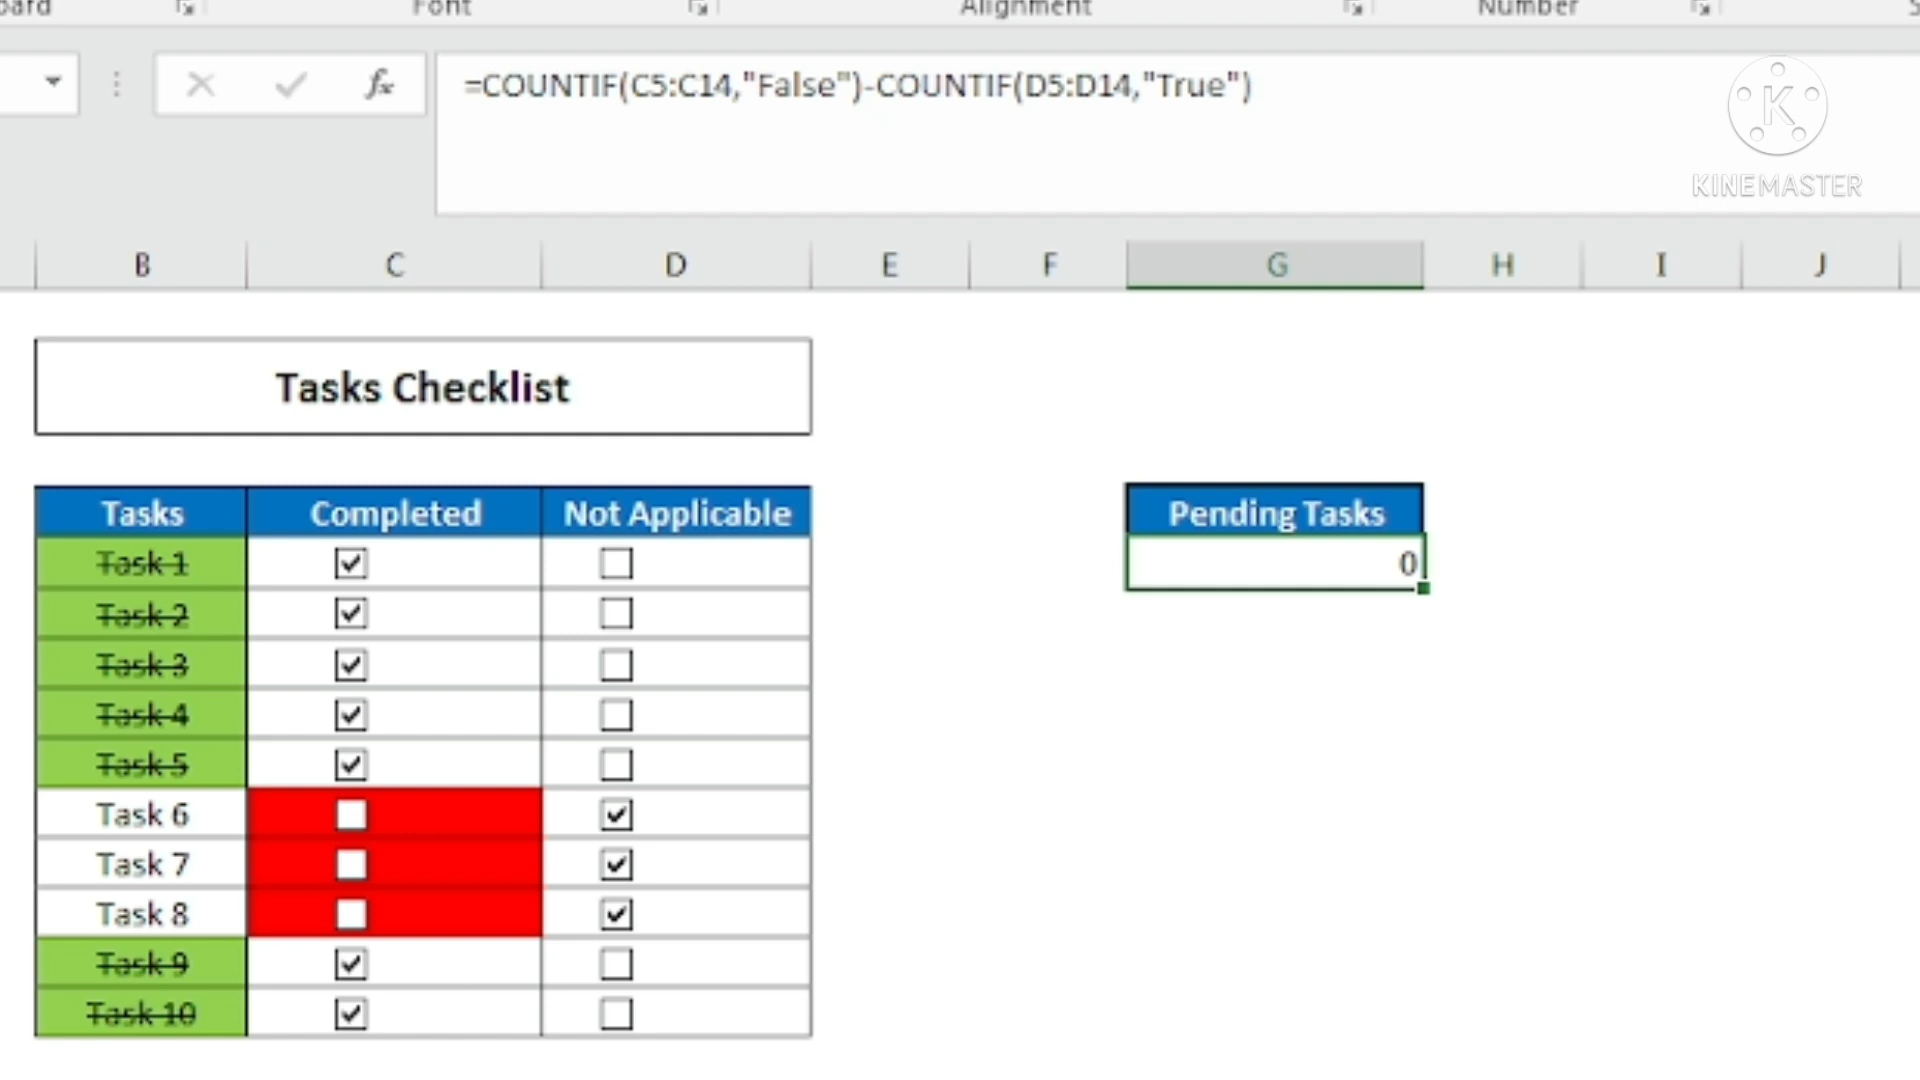 Font Alignment Number
fx =COUNTIF(C5:C14,"False")-COUNTIF(D5:D14,"True")
K
KINEMASTER
B C D E F G H I J
Tasks Checklist
Tasks Completed Not Applicable Pending Tasks
Task 1 0
Task 2
Task 3
Task 4
Task 5
Task 6
Task 7
Task 8
Task 9
Task 10